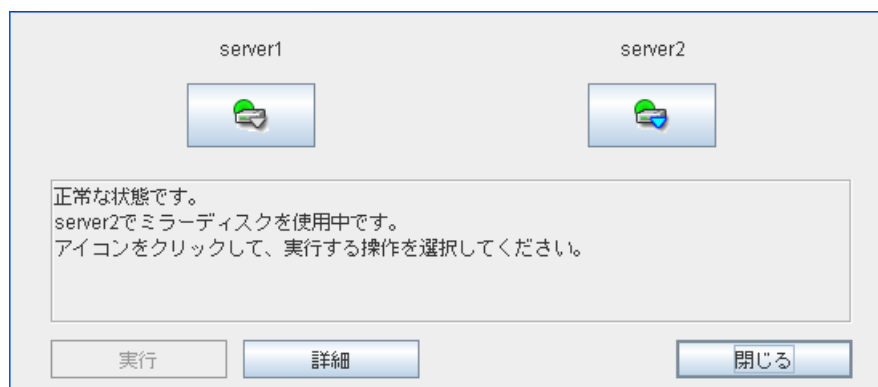 server1
server2
正常な状態です。
server2でミラーディスクを使用中です。
アイコンをクリックして、実行する操作を選択してください。
実行
詳細
閉じる